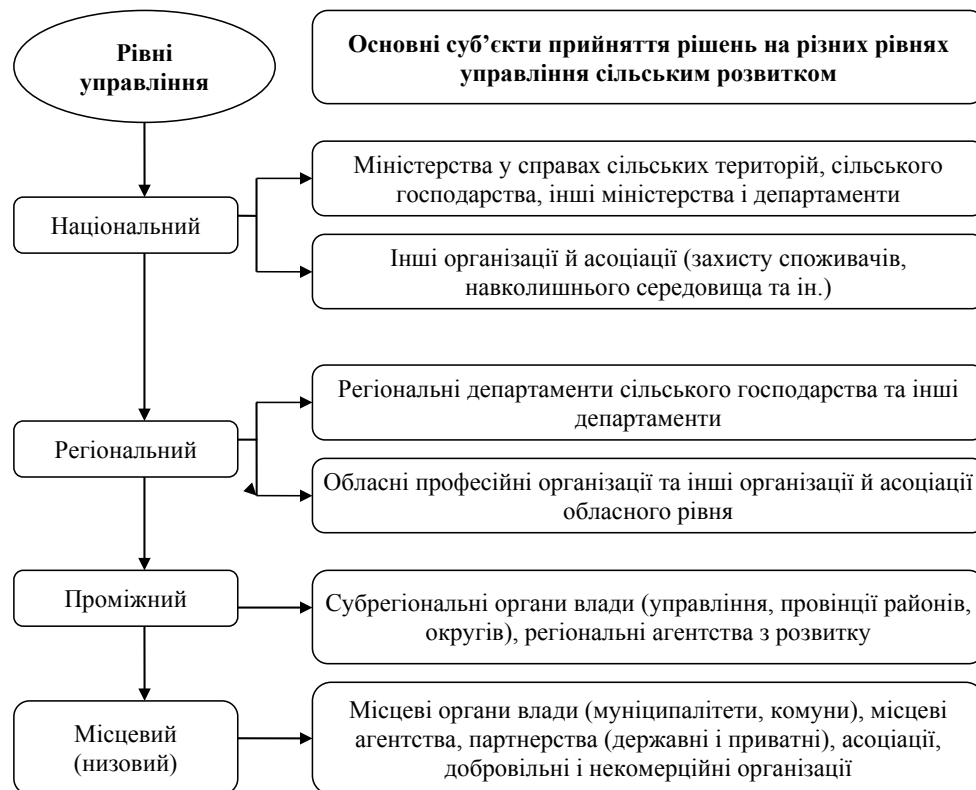 Рівні
управління
Основні суб’єкти прийняття рішень на різних рівнях
управління сільським розвитком
Національний
Міністерства у справах сільських територій, сільського
господарства, інші міністерства і департаменти
Інші організації й асоціації (захисту споживачів,
навколишнього середовища та ін.)
Регіональний
Регіональні департаменти сільського господарства та інші
департаменти
Обласні професійні організації та інші організації й асоціації
обласного рівня
Проміжний
Субрегіональні органи влади (управління, провінції районів,
округів), регіональні агентства з розвитку
Місцевий
(низовий)
Місцеві органи влади (муніципалітети, комуни), місцеві
агентства, партнерства (державні і приватні), асоціації,
добровільні і некомерційні організації